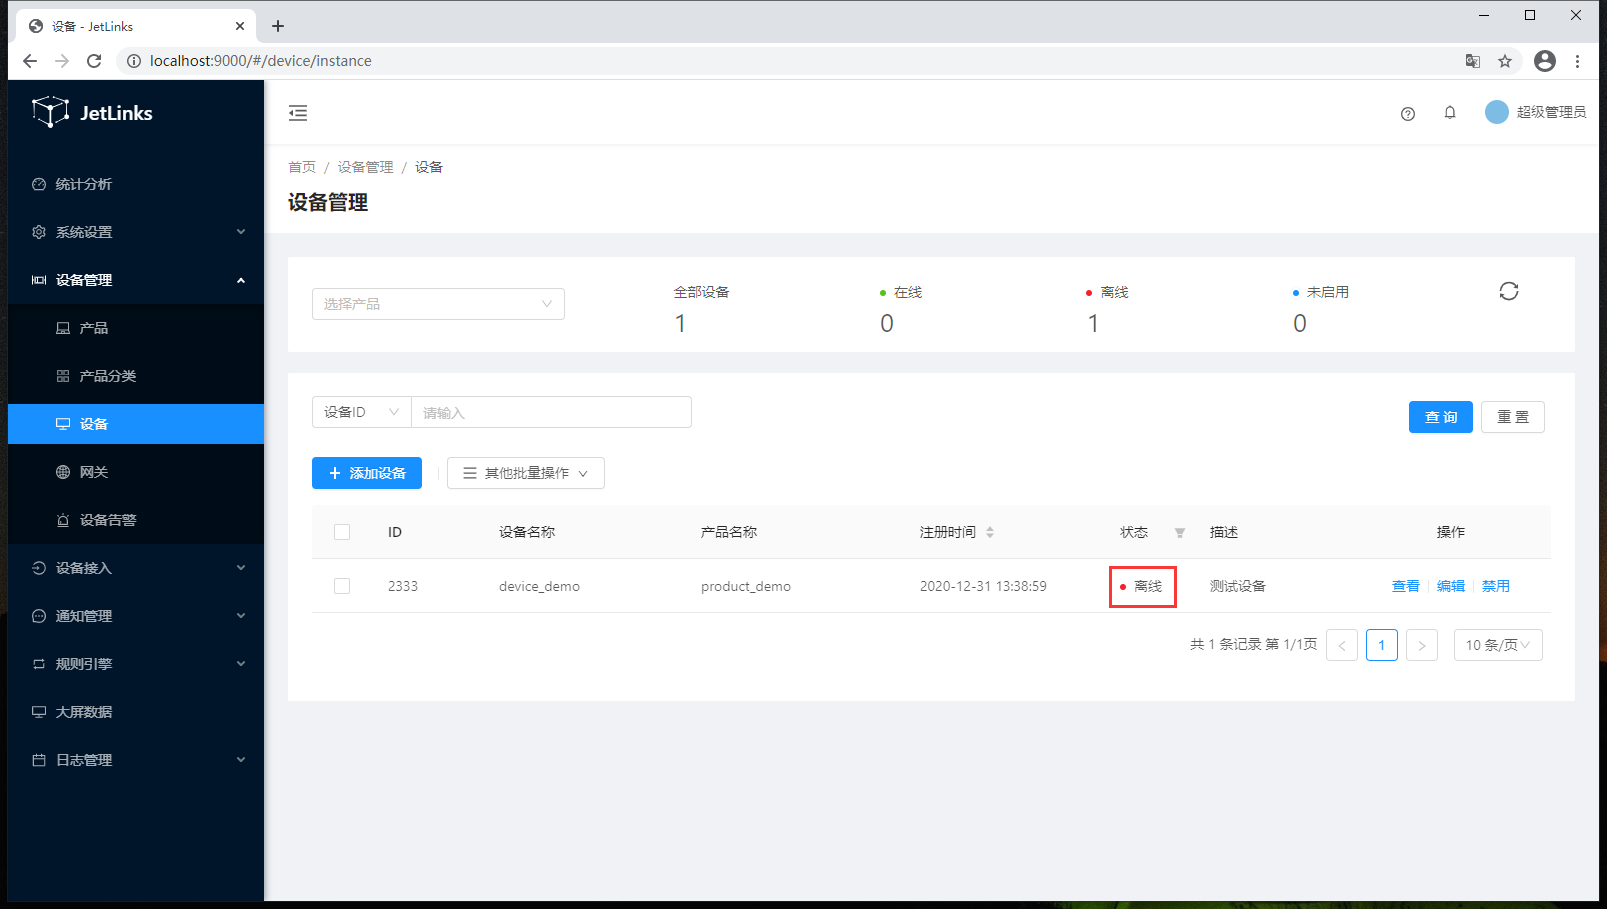 设备 - JetLinks
localhost:9000/#/device/instance
JetLinks
超级管理员
首页 / 设备管理 / 设备
设备管理
统计分析
系统设置
设备管理
产品
产品分类
设备
网关
设备告警
设备接入
通知管理
规则引擎
大屏数据
日志管理
选择产品
全部设备 在线 离线 未启用
1 0 1 0
设备ID 请输入 查 询 重 置
添加设备 其他批量操作
ID 设备名称 产品名称 注册时间 状态 描述 操作
2333 device_demo product_demo 2020-12-31 13:38:59 离线 测试设备 查看 编辑 禁用
共 1 条记录 第 1/1页 < 1 > 10 条/页